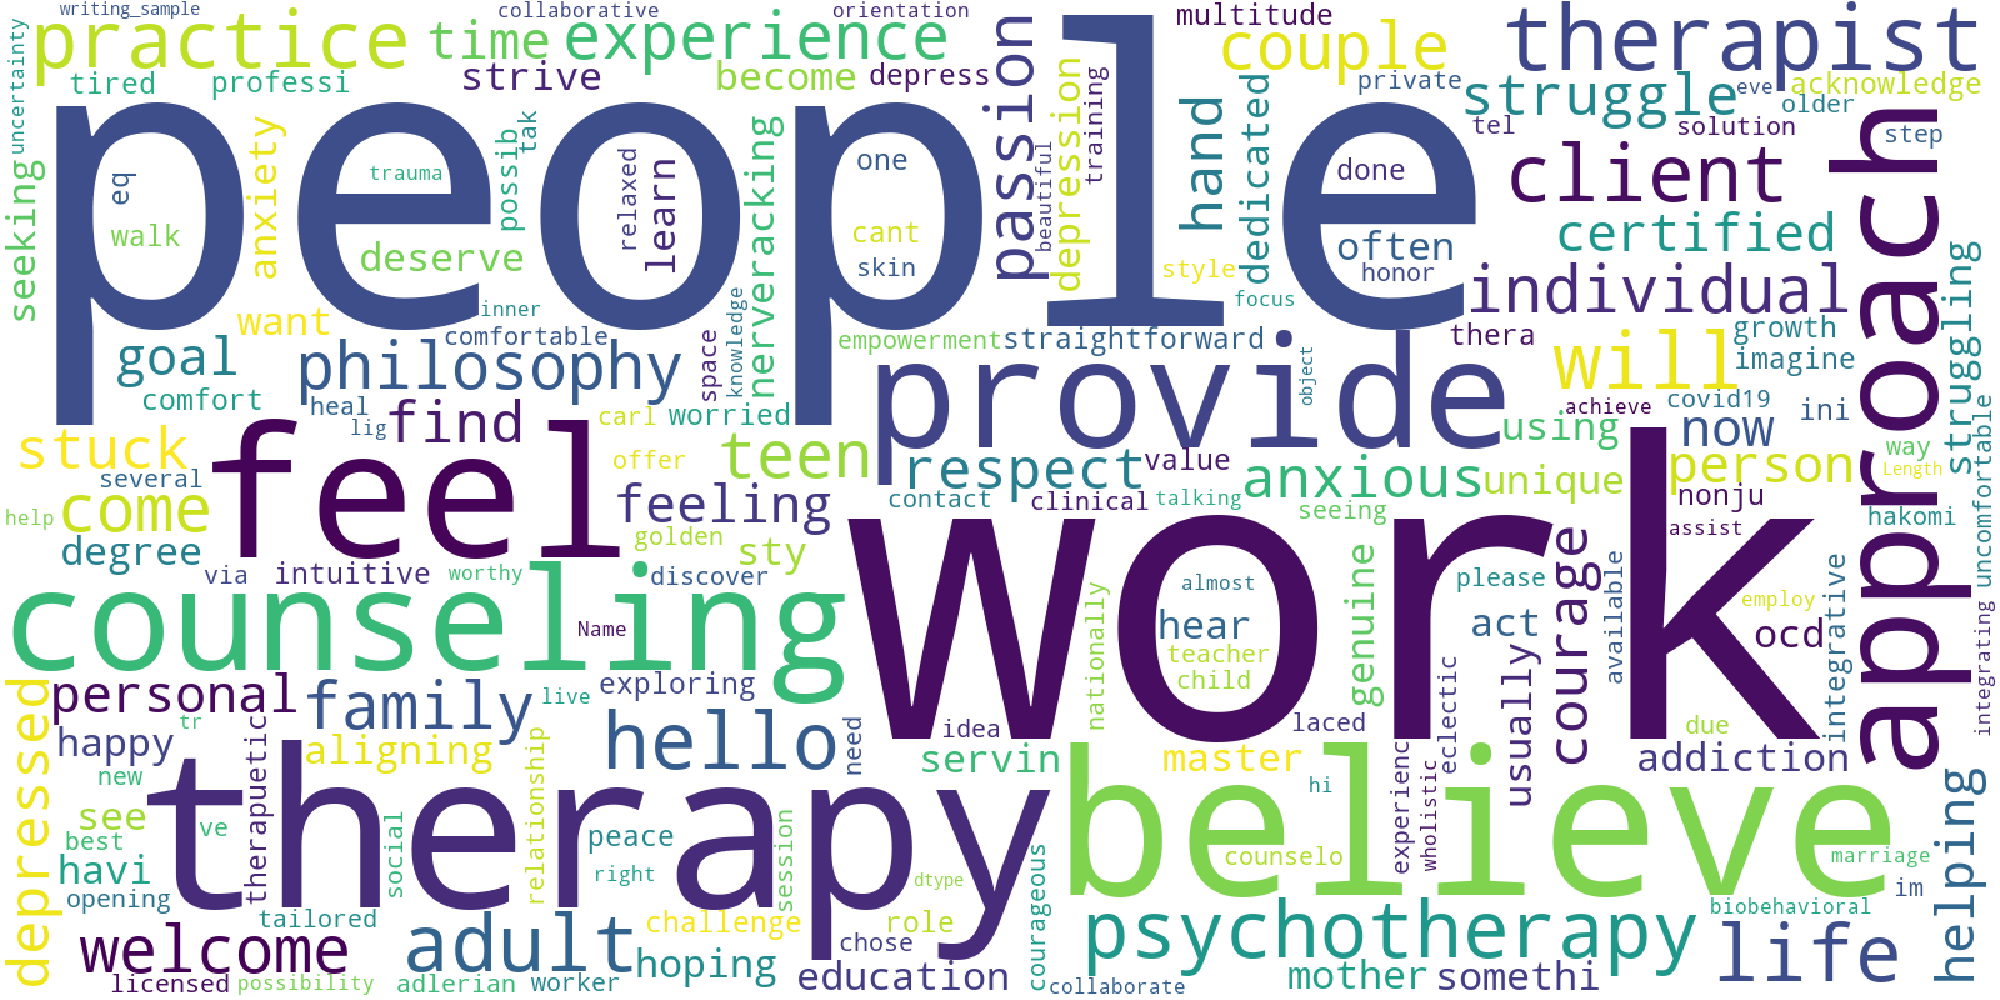 writing_sample
collaborative
orientation
multitude
practice
time
experience
couple
therapist
tired
professi
strive
become
depress
passion
private
struggle
eve
acknowledge
older
uncertainty
people
anxiety
possib
tak
nerveracking
depression
training
hand
dedicated
tel
solution
step
seeking
eq
trauma
relaxed
learn
one
beautiful
done
client
approach
walk
deserve
cant
skin
style
often
honor
certified
individual
struggling
want
inner
comfortable
knowledge
focus
empowerment
straightforward
thera
growth
imagine
goal
philosophy
space
provide
object
will
comfort
heal
lig
find
carl
worried
achieve
covid19
ini
now
using
stuck
feel
teen
respect
value
anxious
unique
person
way
Length
uncomfortable
several
offer
come
feeling
contact
clinical
talking
seeing
nonju
assist
hakomi
help
degree
via
intuitive
golden
sty
worthy
discover
work
almost
genuine
please
courage
available
employ
integrative
integrating
counseling
Name
nationally
hear
teacher
child
act
ocd
personal
family
live
exploring
depressed
tr
happy
therapuetic
aligning
hello
need
idea
laced
eclectic
usually
due
addiction
servin
master
experienc
wholistic
hi
believe
helping
new
see
ve
best
social
relationship
peace
session
therapy
havi
right
dtype
courageous
counselo
marriage
im
opening
tailored
challenge
role
biobehavioral
welcome
adult
hoping
chose
psychotherapy
life
licensed
possibility
adlerian
worker
education
collaborate
mother
somethi